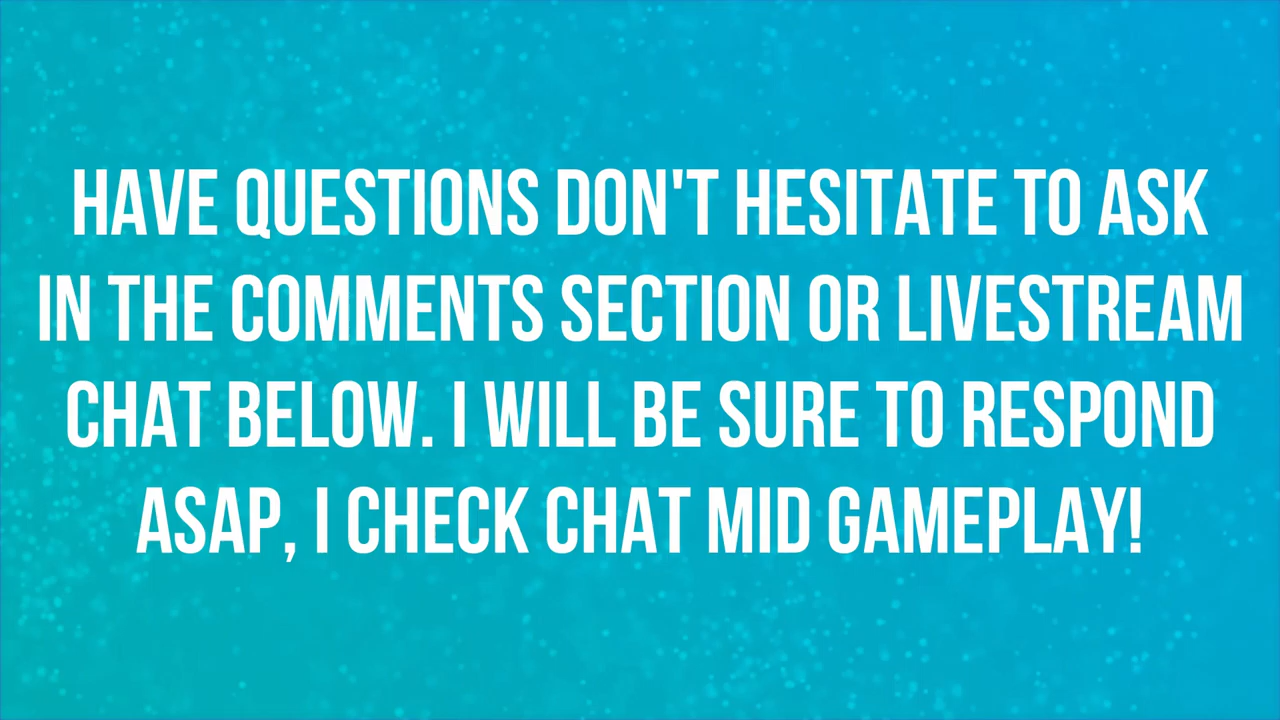 HAVE QUESTIONS DON'T HESITATE TO ASK
IN THE COMMENTS SECTION OR LIVESTREAM
CHAT BELOW. I WILL BE SURE TO RESPOND
ASAP, I CHECK CHAT MID GAMEPLAY!